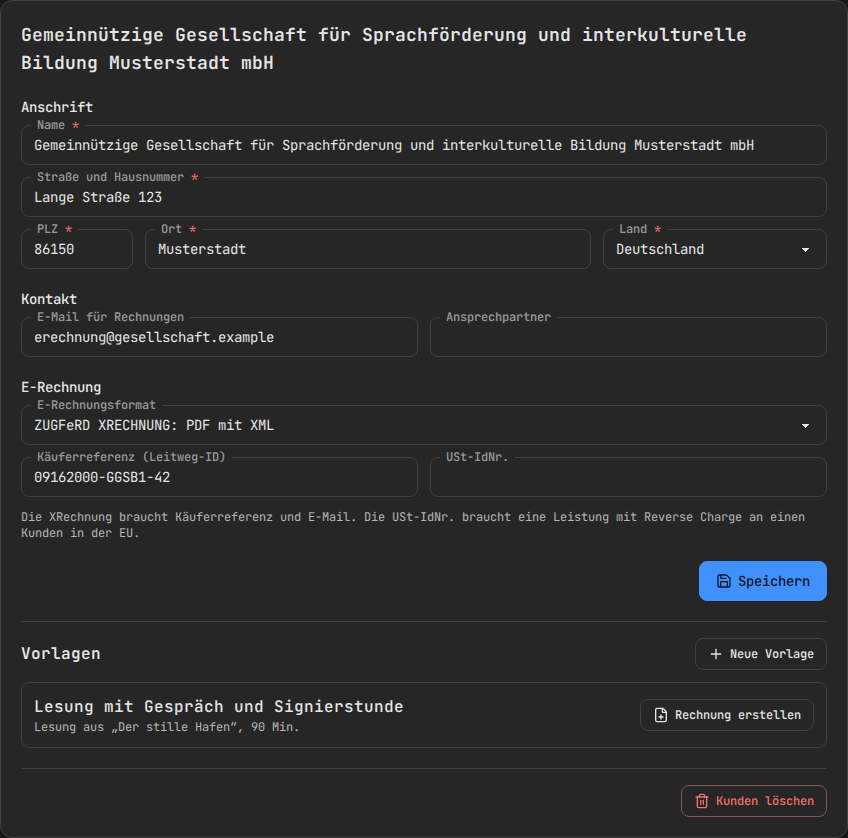 Gemeinnützige Gesellschaft für Sprachförderung und interkulturelle
Bildung Musterstadt mbH
Anschrift
Name *
Gemeinnützige Gesellschaft für Sprachförderung und interkulturelle Bildung Musterstadt mbH
Straße und Hausnummer *
Lange Straße 123
PLZ * Ort * Land *
86150 Musterstadt Deutschland
Kontakt
E-Mail für Rechnungen Ansprechpartner
erechnung@gesellschaft.example
E-Rechnung
E-Rechnungsformat
ZUGFeRD XRECHNUNG: PDF mit XML
Käuferreferenz (Leitweg-ID) USt-IdNr.
09162000-GGSB1-42
Die XRechnung braucht Käuferreferenz und E-Mail. Die USt-IdNr. braucht eine Leistung mit Reverse Charge an einen
Kunden in der EU.
Speichern
Vorlagen
Neue Vorlage
Lesung mit Gespräch und Signierstunde
Lesung aus „Der stille Hafen“, 90 Min.
Rechnung erstellen
Kunden löschen